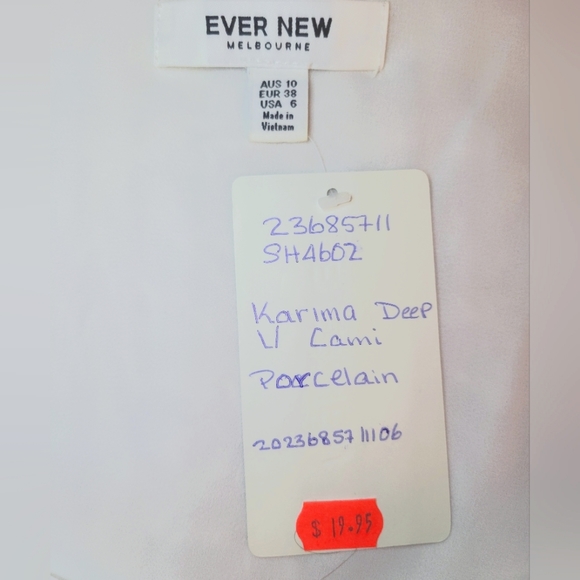 EVER NEW
MELBOURNE
AUS 10
EUR 38
USA 6
Made in
Vietnam
23685711
SH4602
Karima Deep
V Cami
Porcelain
2023685711106
$ 19.95